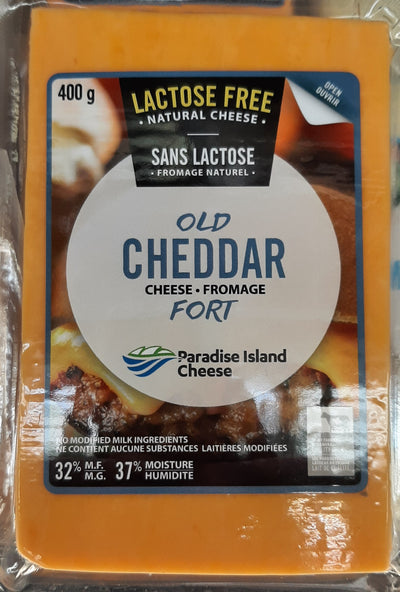 400 g
LACTOSE FREE
• NATURAL CHEESE •
SANS LACTOSE
• FROMAGE NATUREL •
OPEN
OUVRIR
OLD
CHEDDAR
CHEESE • FROMAGE
FORT
Paradise Island
Cheese
NO MODIFIED MILK INGREDIENTS
NE CONTIENT AUCUNE SUBSTANCES LAITIÈRES MODIFIÉES
32% M.F. 37% MOISTURE
M.G. HUMIDITE